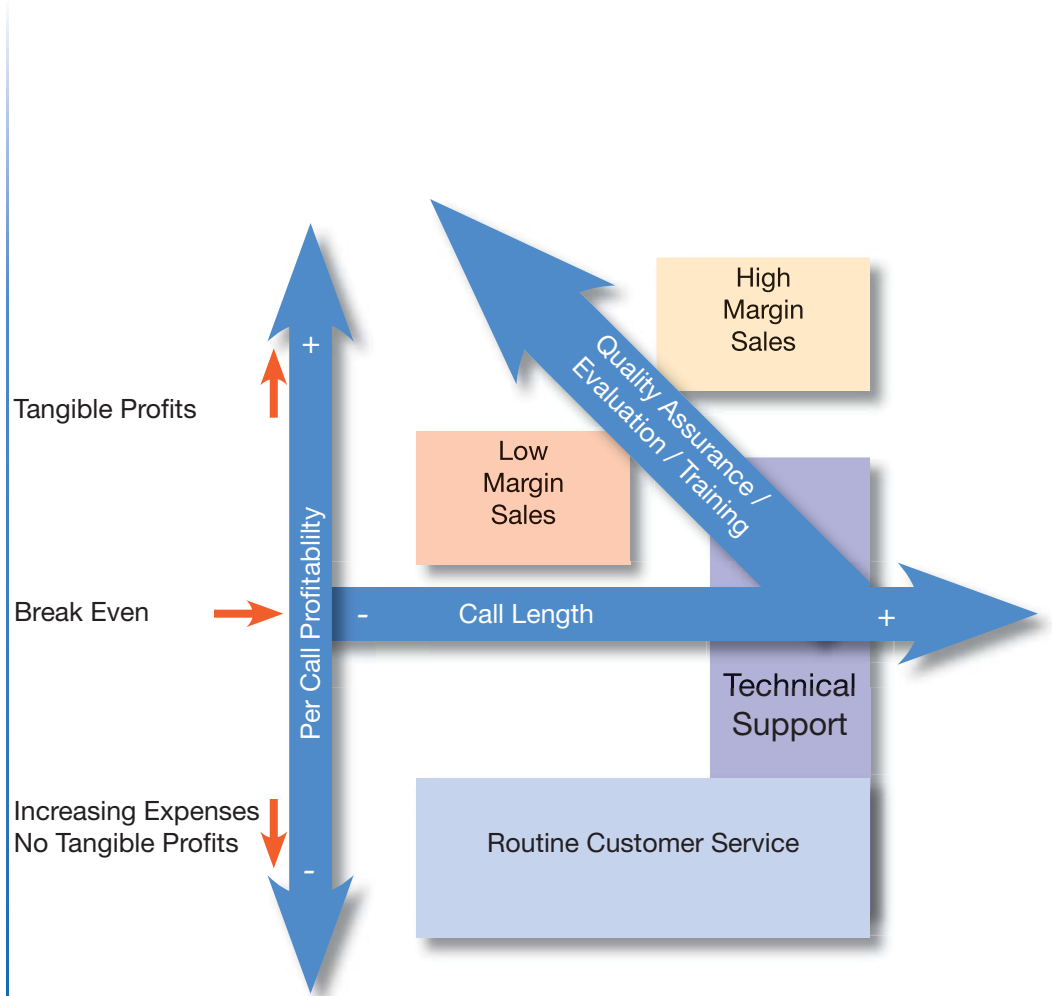 High
Margin
Sales
+
Quality Assurance /
Evaluation / Training
Tangible Profits
Low
Margin
Sales
Per Call Profitablilty
Break Even
-
Call Length
+
Technical
Support
Increasing Expenses
No Tangible Profits
Routine Customer Service
-